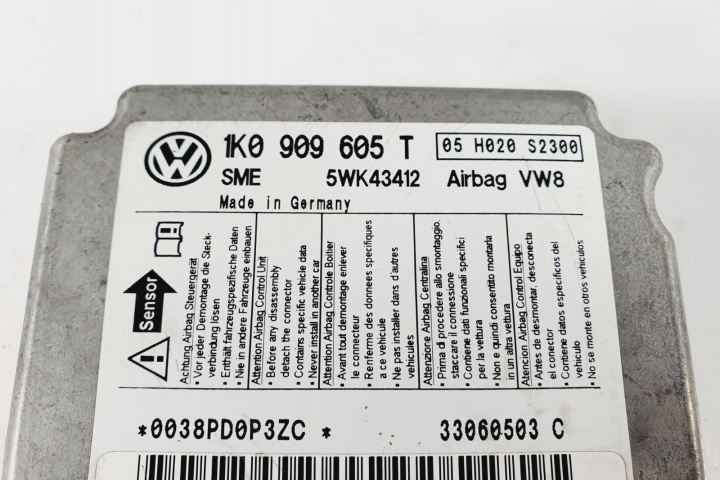 1K0 909 605 T
05 H020 S2300
SME 5WK43412 Airbag VW8
Made in Germany
Sensor
Achtung Airbag Steuergerät
• Vor jeder Demontage die Steck-
verbindung lösen
• Enthält fahrzeugspezifische Daten
Nie in andere Fahrzeuge einbauen
Attention Airbag Control Unit
• Before any disassembly
detach the connector
• Contains specific vehicle data
Never install in another car
Attention Airbag Controle Boitier
• Avant tout demontage enlever
le connecteur
• Renferme des donnees specifiques
a ce vehicule
• Ne pas installer dans d'autres
vehicules
Attenzione Airbag Centralina
• Prima di procedere allo smontaggio,
staccare il connessione
• Contiene dati funzionali specifici
per la vettura
• Non e quindi consentito montarla
in un altra vettura
Atencion Airbag Control Equipo
• Antes de desmontar, desconecta
el conector
• Contiene datos especificos del
vehiculo
• No se monte en otros vehiculos
*0038PD0P3ZC * 33060503 C